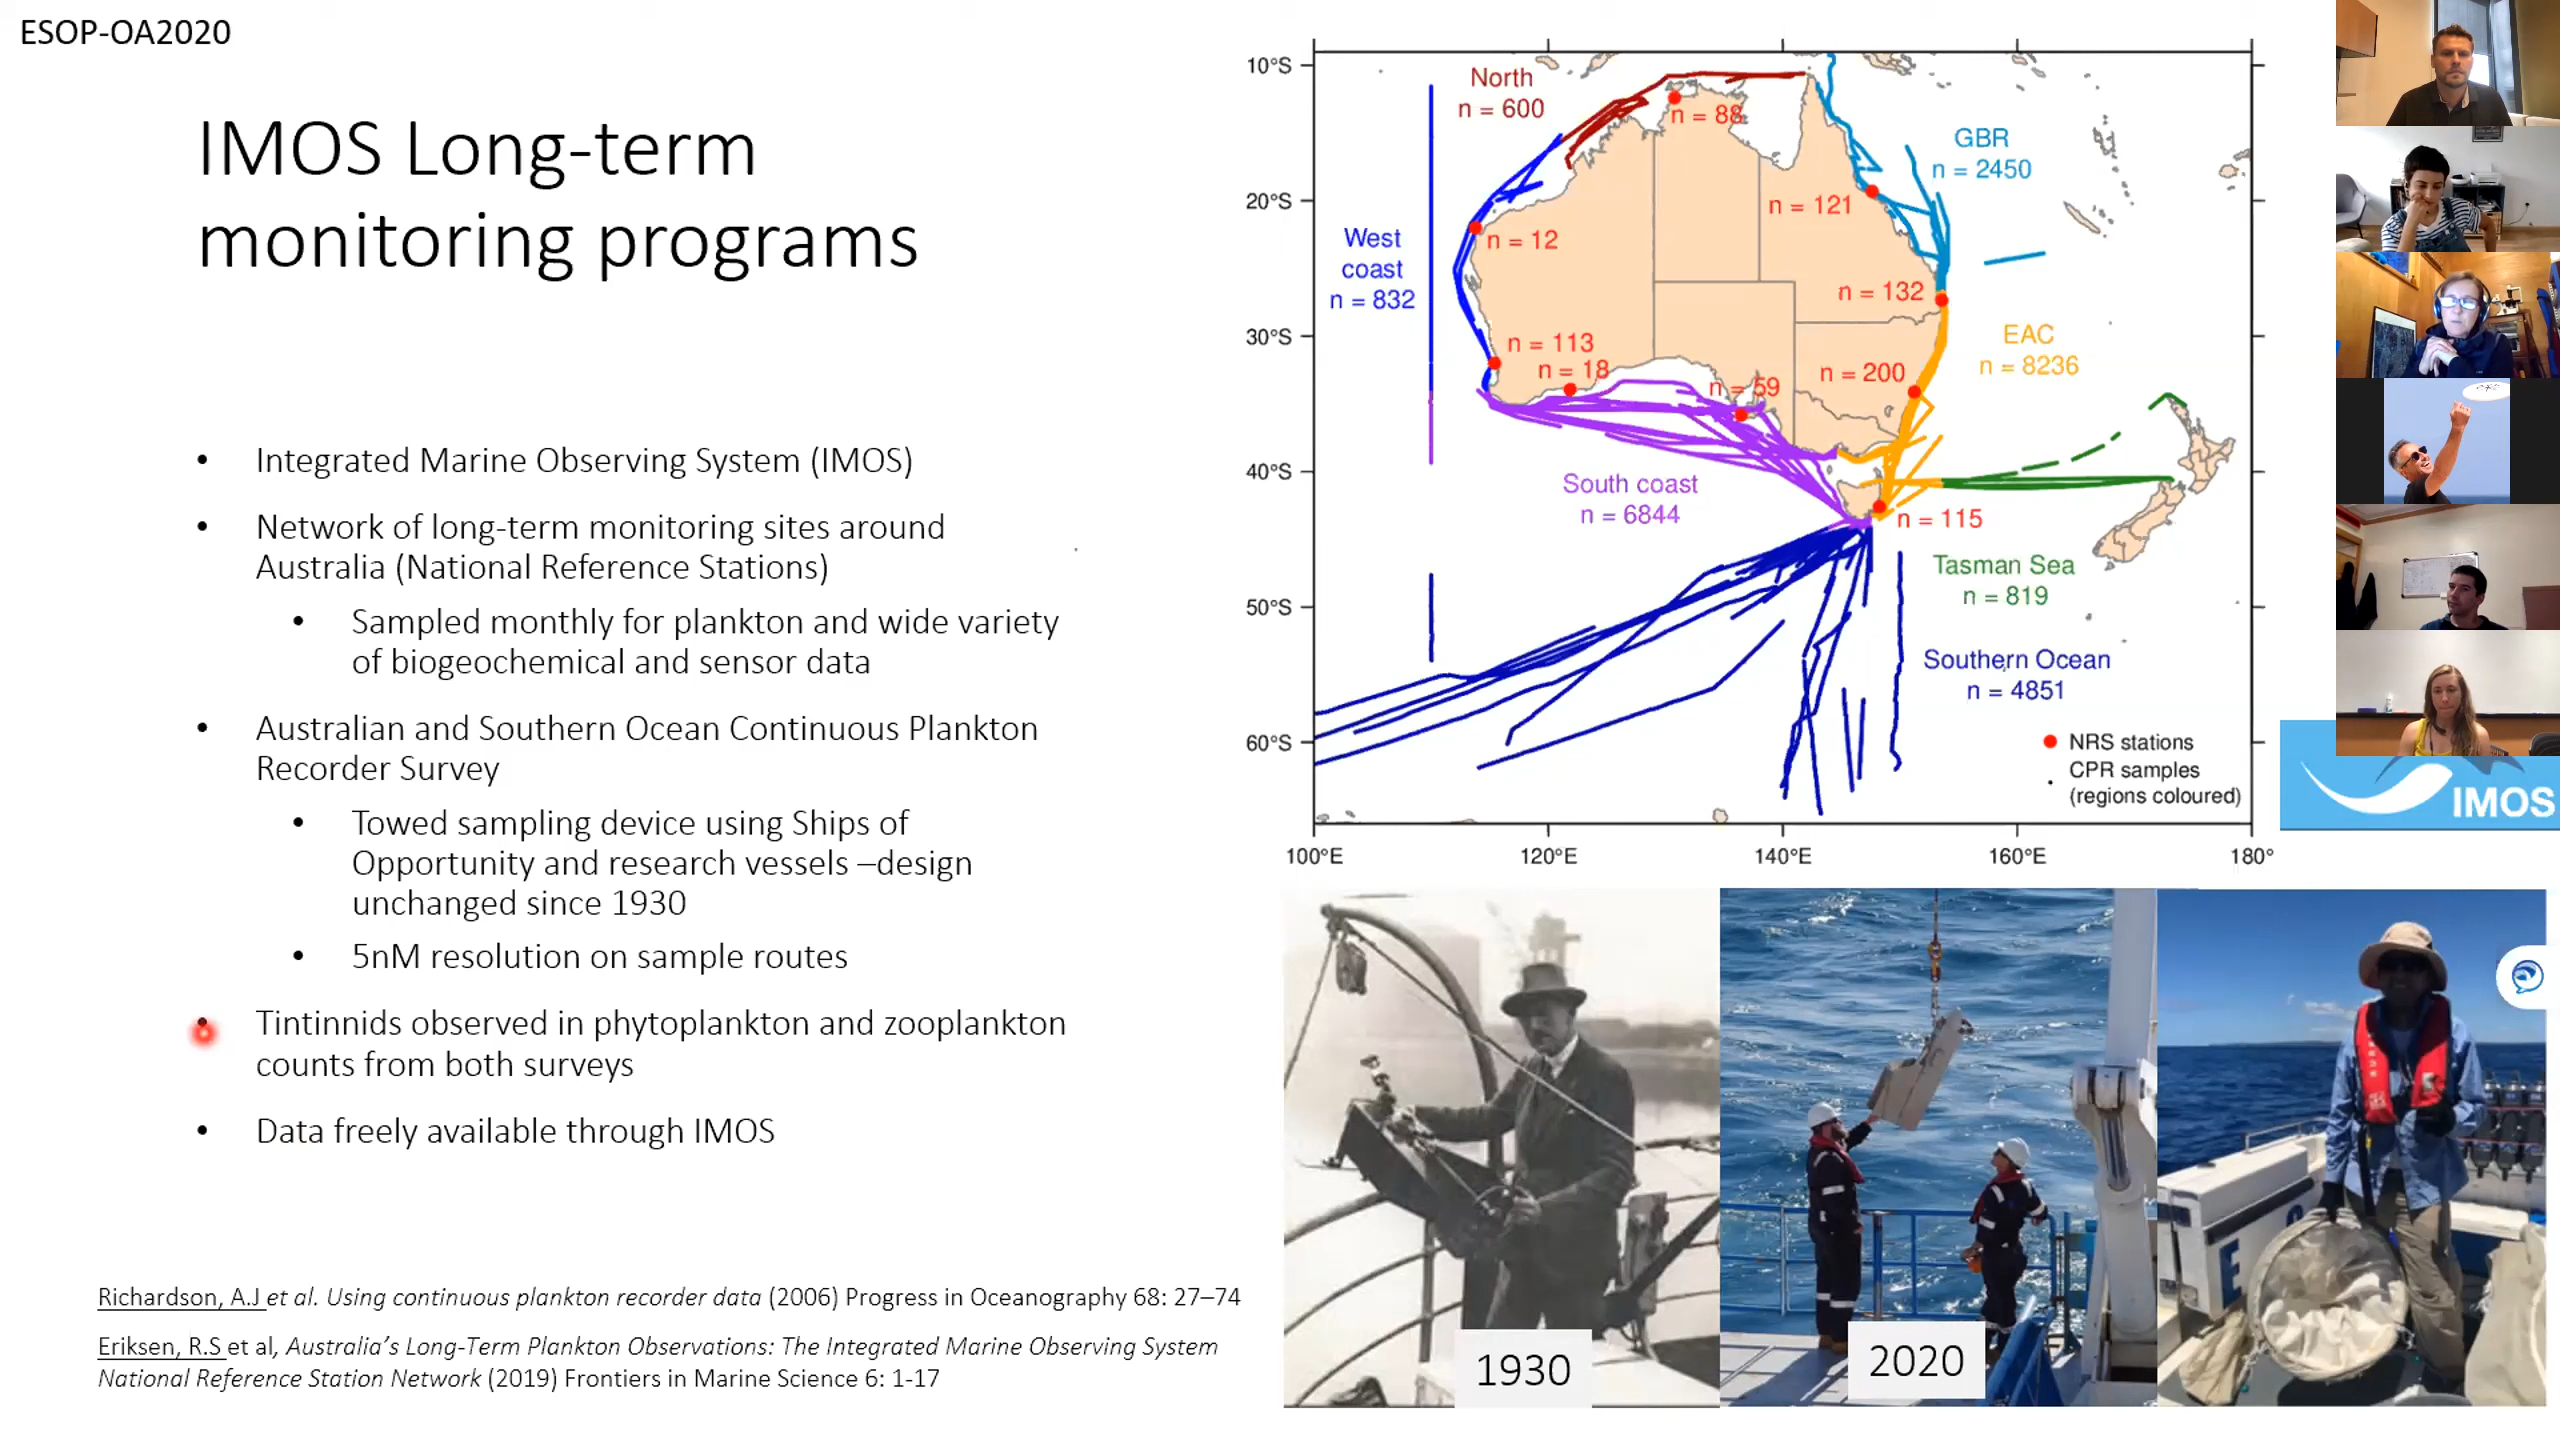 ESOP-OA2020
IMOS Long-term
monitoring programs
• Integrated Marine Observing System (IMOS)
• Network of long-term monitoring sites around
Australia (National Reference Stations)
• Sampled monthly for plankton and wide variety
of biogeochemical and sensor data
• Australian and Southern Ocean Continuous Plankton
Recorder Survey
• Towed sampling device using Ships of
Opportunity and research vessels –design
unchanged since 1930
• 5nM resolution on sample routes
• Tintinnids observed in phytoplankton and zooplankton
counts from both surveys
• Data freely available through IMOS
Richardson, A.J et al. Using continuous plankton recorder data (2006) Progress in Oceanography 68: 27–74
Eriksen, R.S et al, Australia's Long-Term Plankton Observations: The Integrated Marine Observing System
National Reference Station Network (2019) Frontiers in Marine Science 6: 1-17
10°S
20°S
30°S
40°S
50°S
60°S
100°E
120°E
140°E
160°E
180°
North
n = 600
n = 88
GBR
n = 2450
n = 121
West
coast
n = 832
n = 12
n = 132
EAC
n = 8236
n = 113
n = 18
n = 59
n = 200
South coast
n = 6844
n = 115
Tasman Sea
n = 819
Southern Ocean
n = 4851
NRS stations
CPR samples
(regions coloured)
IMOS
1930
2020